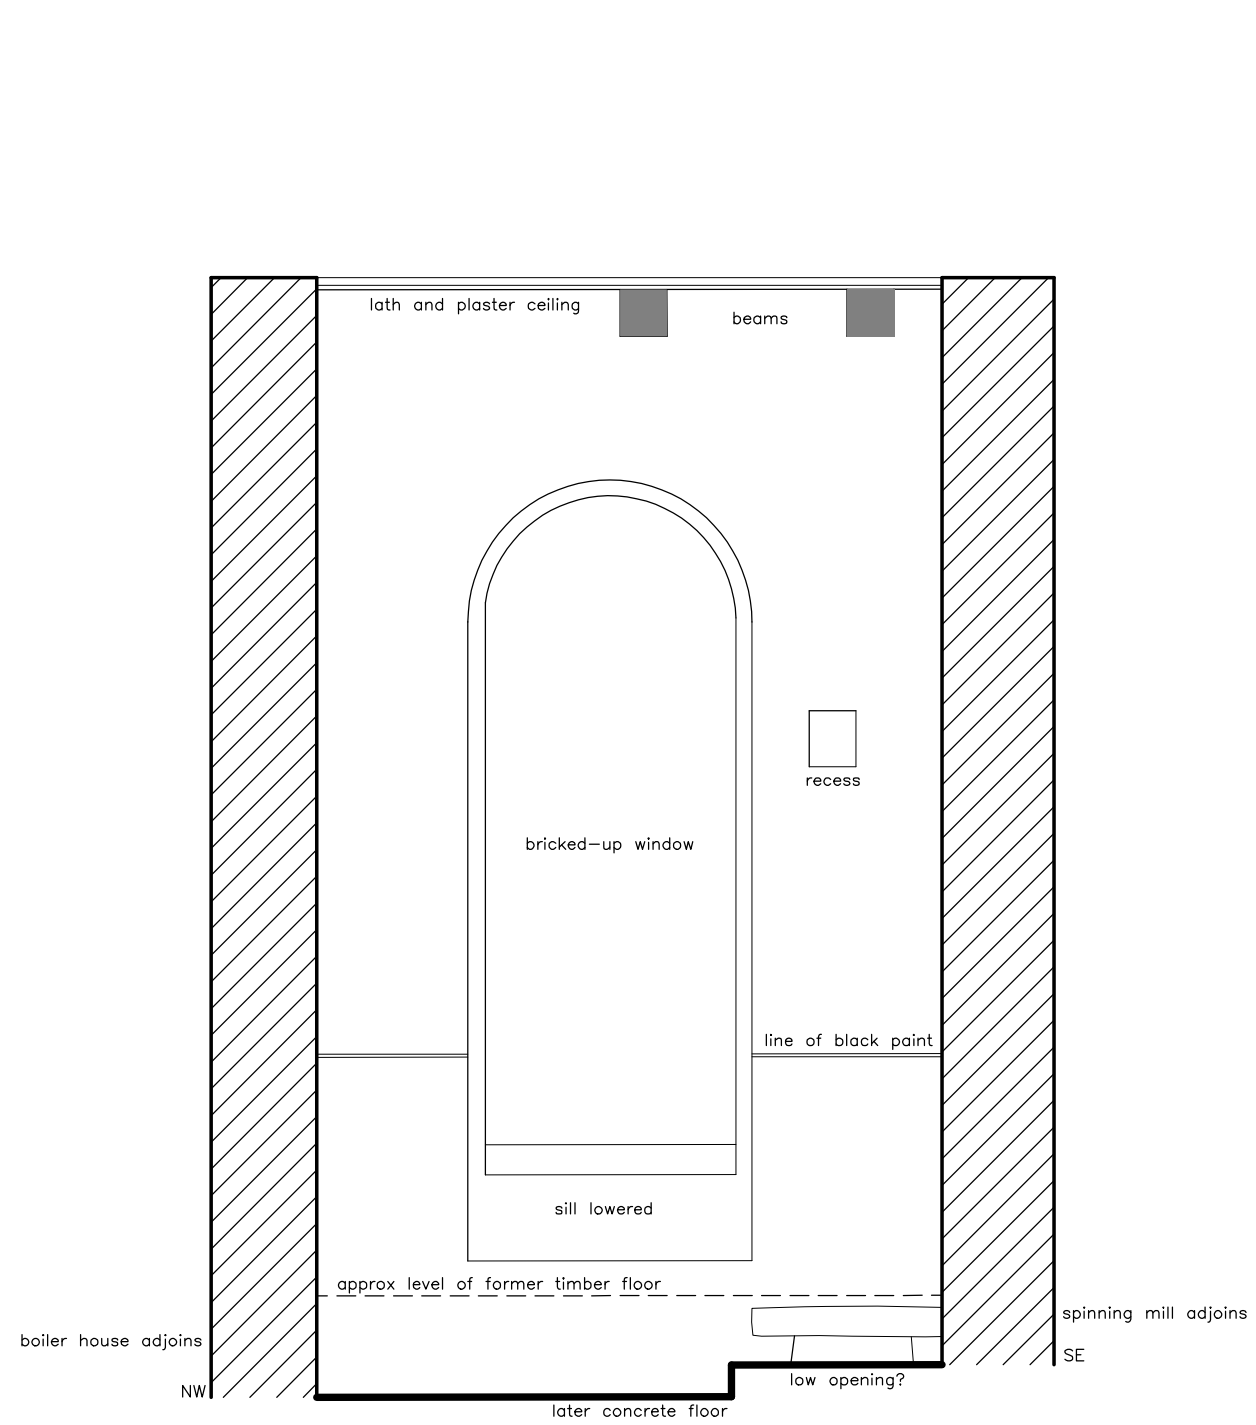 lath and plaster ceiling
beams
recess
bricked-up window
line of black paint
sill lowered
approx level of former timber floor
spinning mill adjoins
boiler house adjoins
SE
low opening?
NW
later concrete floor